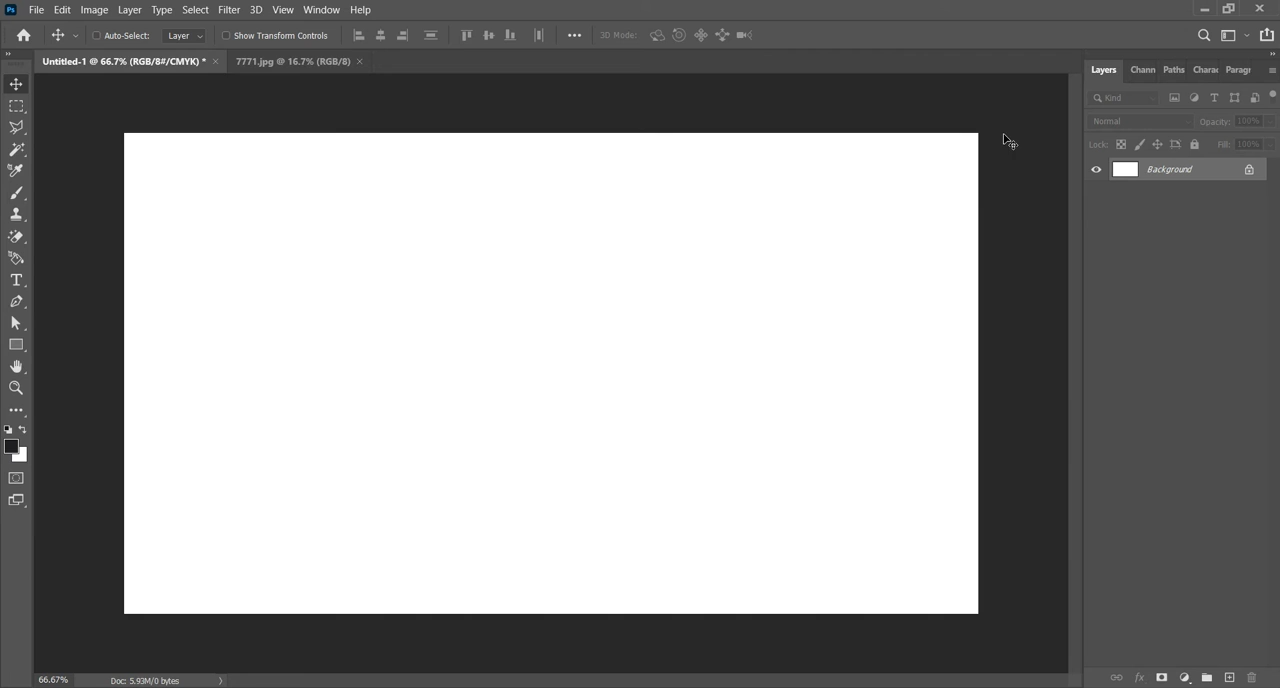 Ps File Edit Image Layer Type Select Filter 3D View Window Help
Auto-Select: Layer Show Transform Controls 3D Mode:
Untitled-1 @ 66.7% (RGB/8#/CMYK) * × 7771.jpg @ 16.7% (RGB/8) ×
Layers Chann Paths Charac Paragr
Kind
Normal Opacity: 100%
Lock: Fill: 100%
Background
T
fx
66.67% Doc: 5.93M/0 bytes